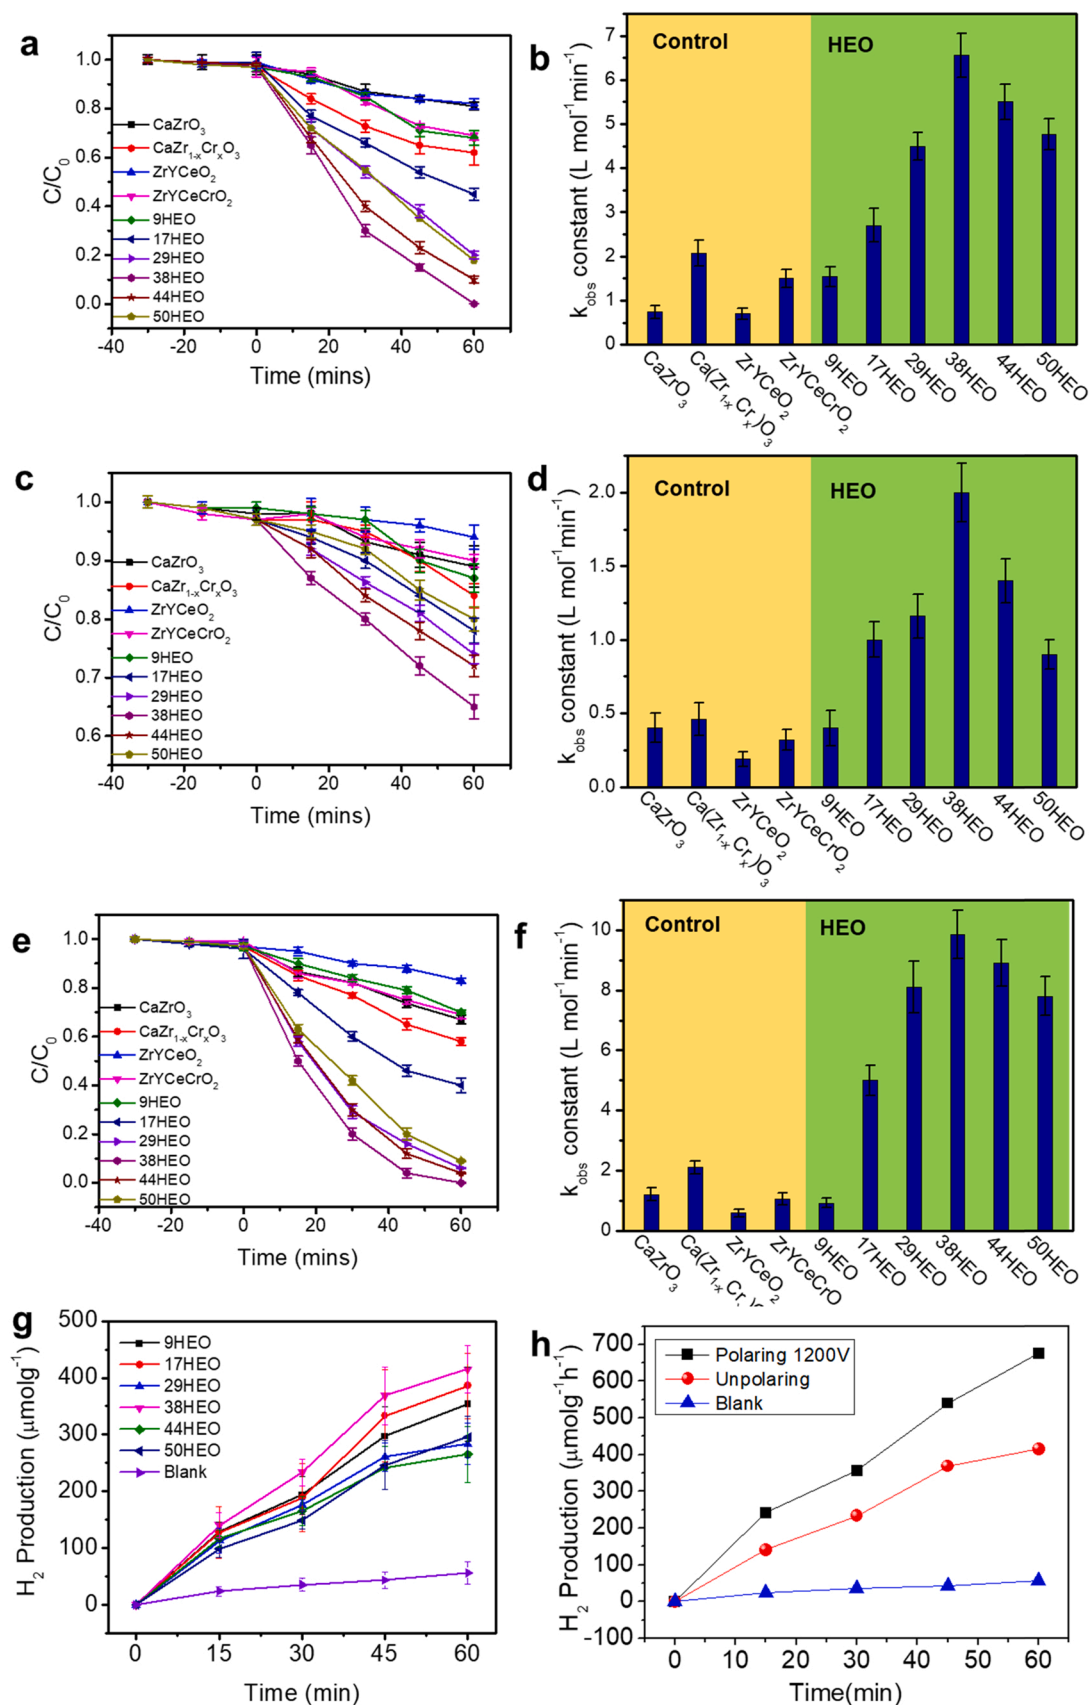 a
C/C0
1.0
0.8
0.6
0.4
0.2
0.0
CaZrO3
CaZr1-xCrxO3
ZrYCeO2
ZrYCeCrO2
9HEO
17HEO
29HEO
38HEO
44HEO
50HEO
-40 -20 0 20 40 60
Time (mins)
b
kobs constant (L mol-1min-1)
7
6
5
4
3
2
1
0
Control
HEO
CaZrO3
Ca(Zr1-xCrx)O3
ZrYCeO2
ZrYCeCrO2
9HEO
17HEO
29HEO
38HEO
44HEO
50HEO
c
C/C0
1.0
0.9
0.8
0.7
0.6
CaZrO3
CaZr1-xCrxO3
ZrYCeO2
ZrYCeCrO2
9HEO
17HEO
29HEO
38HEO
44HEO
50HEO
-40 -20 0 20 40 60
Time (mins)
d
kobs constant (L mol-1min-1)
2.0
1.5
1.0
0.5
0.0
Control
HEO
CaZrO3
Ca(Zr1-xCrx)O3
ZrYCeO2
ZrYCeCrO2
9HEO
17HEO
29HEO
38HEO
44HEO
50HEO
e
C/C0
1.0
0.8
0.6
0.4
0.2
0.0
CaZrO3
CaZr1-xCrxO3
ZrYCeO2
ZrYCeCrO2
9HEO
17HEO
29HEO
38HEO
44HEO
50HEO
-40 -20 0 20 40 60
Time (mins)
f
kobs constant (L mol-1min-1)
10
8
6
4
2
0
Control
HEO
CaZrO3
Ca(Zr1-xCr
ZrYCeO2
ZrYCeCrO
9HEO
17HEO
29HEO
38HEO
44HEO
50HEO
g
H2 Production (μmolg-1)
500
400
300
200
100
0
9HEO
17HEO
29HEO
38HEO
44HEO
50HEO
Blank
0 15 30 45 60
Time (min)
h
H2 Production (μmolg-1h-1)
700
600
500
400
300
200
100
0
-100
Polaring 1200V
Unpolaring
Blank
0 10 20 30 40 50 60
Time(min)